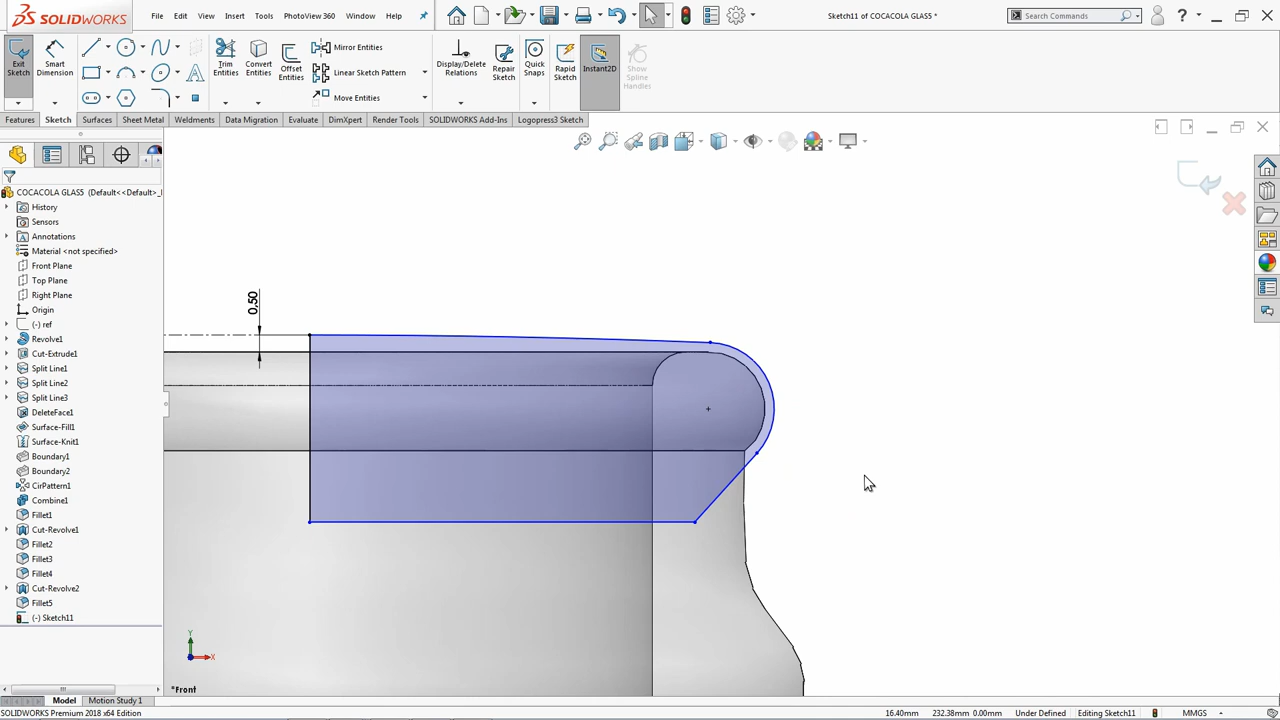 SOLIDWORKS File Edit View Insert Tools PhotoView 360 Window Help Sketch11 of COCACOLA GLASS * Search Commands ?
Exit Sketch
Smart Dimension
Trim Entities
Convert Entities
Offset Entities
Mirror Entities
Linear Sketch Pattern
Move Entities
Display/Delete Relations
Repair Sketch
Quick Snaps
Rapid Sketch
Instant2D
Show Spline Handles
Features Sketch Surfaces Sheet Metal Weldments Data Migration Evaluate DimXpert Render Tools SOLIDWORKS Add-Ins Logopress3 Sketch
COCACOLA GLAS5 (Default<<Default>_
History
Sensors
Annotations
Material <not specified>
Front Plane
Top Plane
Right Plane
Origin
(-) ref
Revolve1
Cut-Extrude1
Split Line1
Split Line2
Split Line3
DeleteFace1
Surface-Fill1
Surface-Knit1
Boundary1
Boundary2
CirPattern1
Combine1
Fillet1
Cut-Revolve1
Fillet2
Fillet3
Fillet4
Cut-Revolve2
Fillet5
(-) Sketch11
0,50
Y
X
*Front
Model Motion Study 1
SOLIDWORKS Premium 2018 x64 Edition 16.40mm 232.38mm 0.00mm Under Defined Editing Sketch11 MMGS